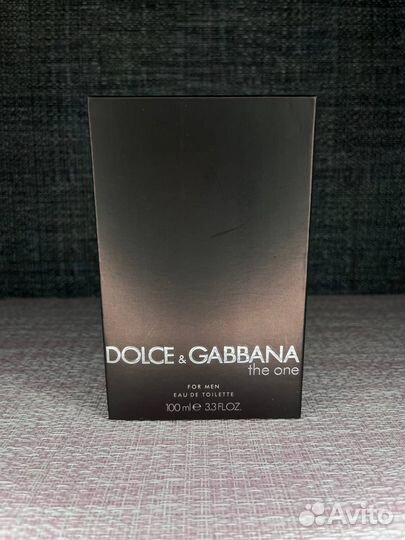 DOLCE & GABBANA
the one
FOR MEN
EAU DE TOILETTE
100 ml e 3.3 FL.OZ.
Avito